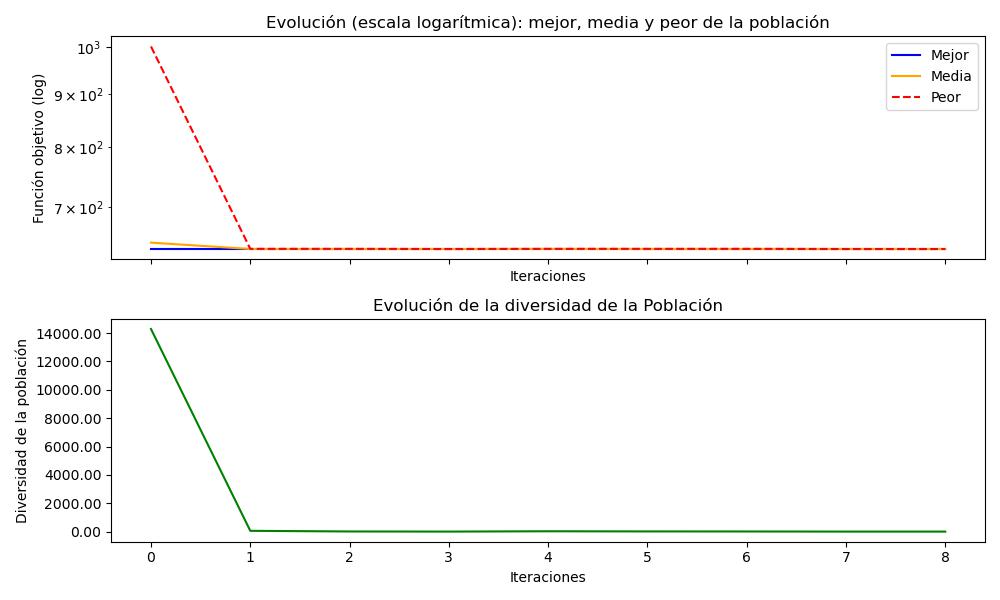 Evolución (escala logarítmica): mejor, media y peor de la población
Función objetivo (log)
10³
9 × 10²
8 × 10²
7 × 10²
Mejor
Media
Peor
Iteraciones
Evolución de la diversidad de la Población
Diversidad de la población
14000.00
12000.00
10000.00
8000.00
6000.00
4000.00
2000.00
0.00
0 1 2 3 4 5 6 7 8
Iteraciones